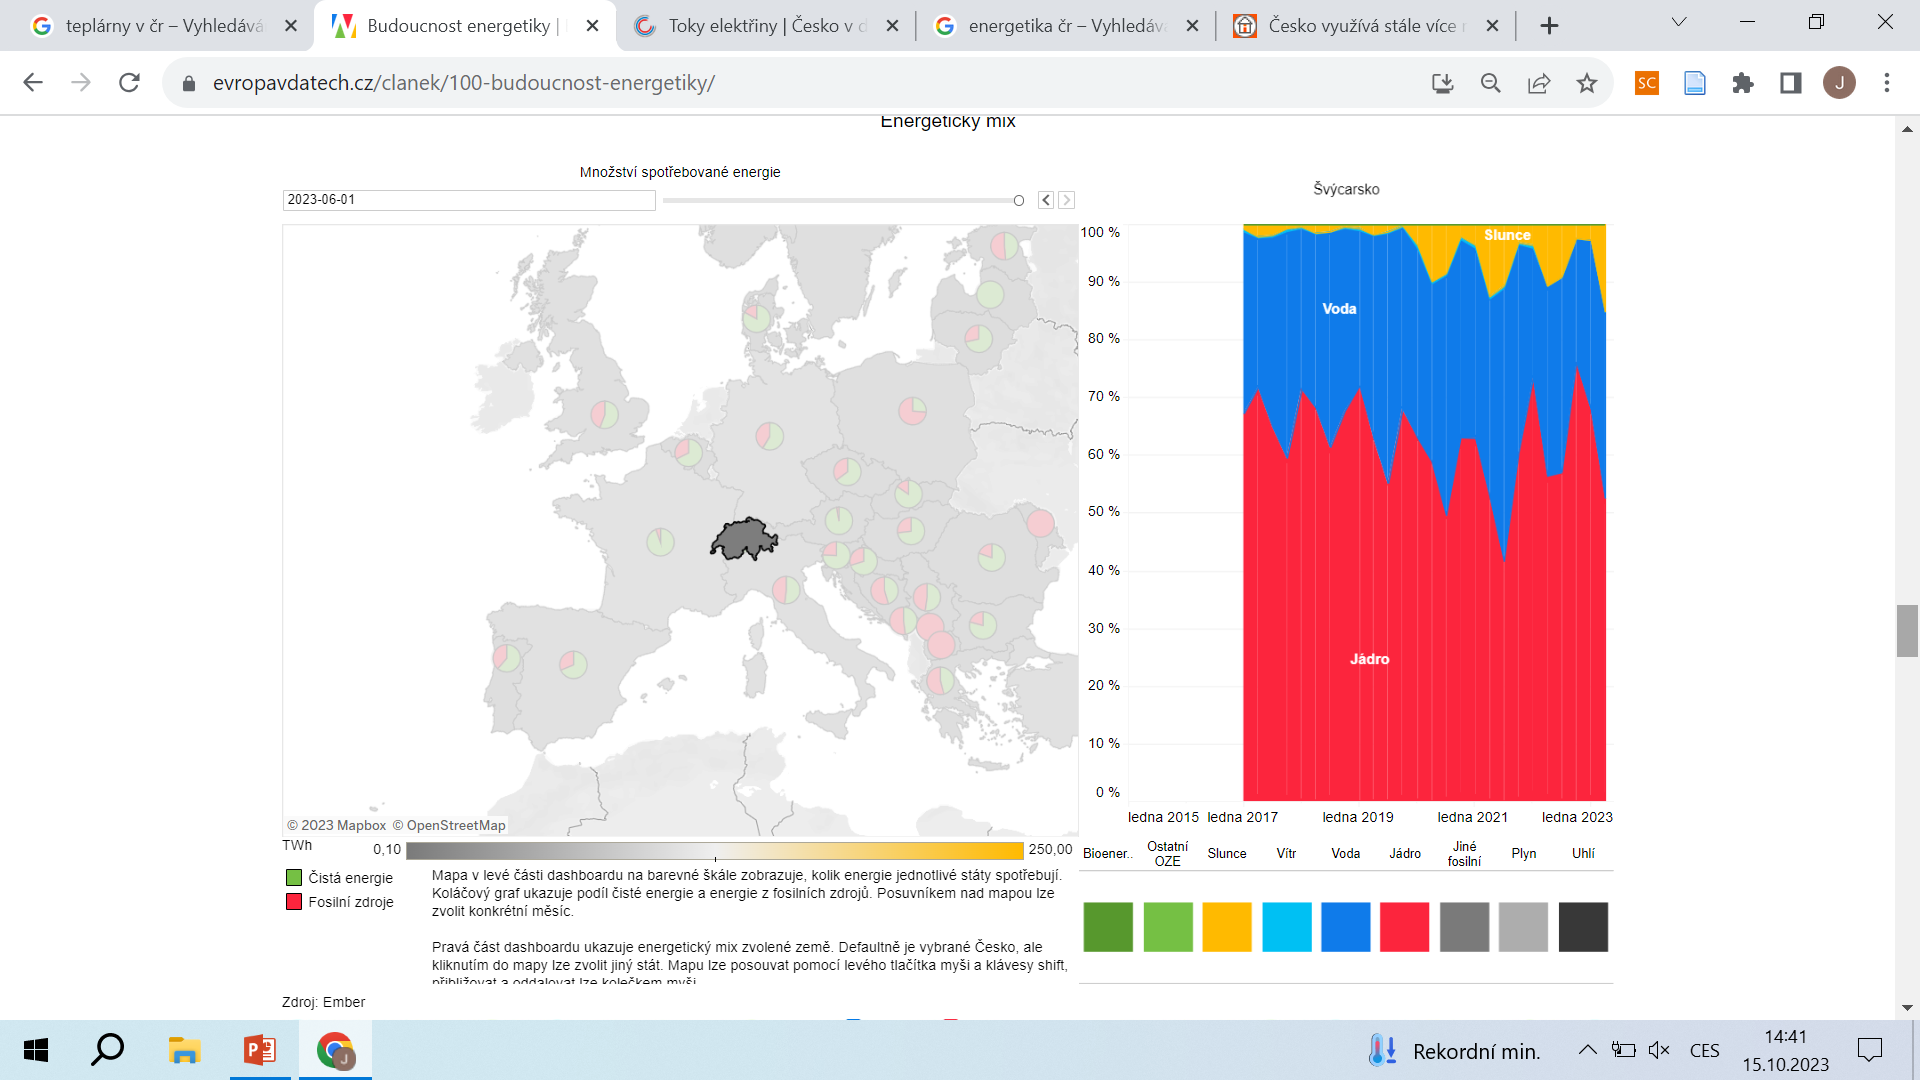 teplárny v čr – Vyhledává
Budoucnost energetiky |
Toky elektřiny | Česko v d
energetika čr – Vyhledáva
Česko využívá stále více
evropavdatech.cz/clanek/100-budoucnost-energetiky/
SC
J
Energetický mix
Množství spotřebované energie
2023-06-01
Švýcarsko
100 %
90 %
80 %
70 %
60 %
50 %
40 %
30 %
20 %
10 %
0 %
Slunce
Voda
Jádro
ledna 2015
ledna 2017
ledna 2019
ledna 2021
ledna 2023
© 2023 Mapbox © OpenStreetMap
TWh
0,10
250,00
Čistá energie
Fosilní zdroje
Mapa v levé části dashboardu na barevné škále zobrazuje, kolik energie jednotlivé státy spotřebují.
Koláčový graf ukazuje podíl čisté energie a energie z fosilních zdrojů. Posuvníkem nad mapou lze
zvolit konkrétní měsíc.
Pravá část dashboardu ukazuje energetický mix zvolené země. Defaultně je vybrané Česko, ale
kliknutím do mapy lze zvolit jiný stát. Mapu lze posouvat pomocí levého tlačítka myši a klávesy shift,
přibližovat a oddalovat lze kolečkem myši.
Bioener..
Ostatní
OZE
Slunce
Vítr
Voda
Jádro
Jiné
fosilní
Plyn
Uhlí
Zdroj: Ember
J
Rekordní min.
CES
14:41
15.10.2023